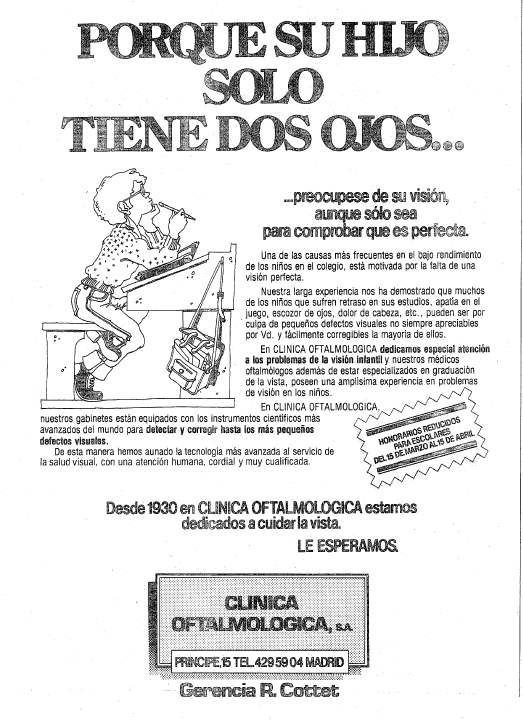 PORQUE SU HIJO
SOLO
TIENE DOS OJOS...
...preocupese de su visión,
aunque sólo sea
para comprobar que es perfecta.
Una de las causas más frecuentes en el bajo rendimiento
de los niños en el colegio, está motivada por la falta de una
visión perfecta.
Nuestra larga experiencia nos ha demostrado que muchos
de los niños que sufren retraso en sus estudios, apatía en el
juego, escozor de ojos, dolor de cabeza, etc., pueden ser por
culpa de pequeños defectos visuales no siempre apreciables
por Vd. y fácilmente corregibles la mayoría de ellos.
En CLINICA OFTALMOLOGICA dedicamos especial atención
a los problemas de la visión infantil y nuestros médicos
oftalmólogos además de estar especializados en graduación
de la vista, poseen una amplísima experiencia en problemas
de visión en los niños.
En CLINICA OFTALMOLOGICA,
nuestros gabinetes están equipados con los instrumentos científicos más
avanzados del mundo para detectar y corregir hasta los más pequeños
defectos visuales.
De esta manera hemos aunado la tecnología más avanzada al servicio de
la salud visual, con una atención humana, cordial y muy cualificada.
HONORARIOS REDUCIDOS
PARA ESCOLARES
DEL 15 DE MARZO AL 15 DE ABRIL
Desde 1930 en CLINICA OFTALMOLOGICA estamos
dedicados a cuidar la vista.
LE ESPERAMOS.
CLINICA
OFTALMOLOGICA, S.A.
PRINCIPE, 15 TEL. 429 59 04 MADRID
Gerencia R. Cottet